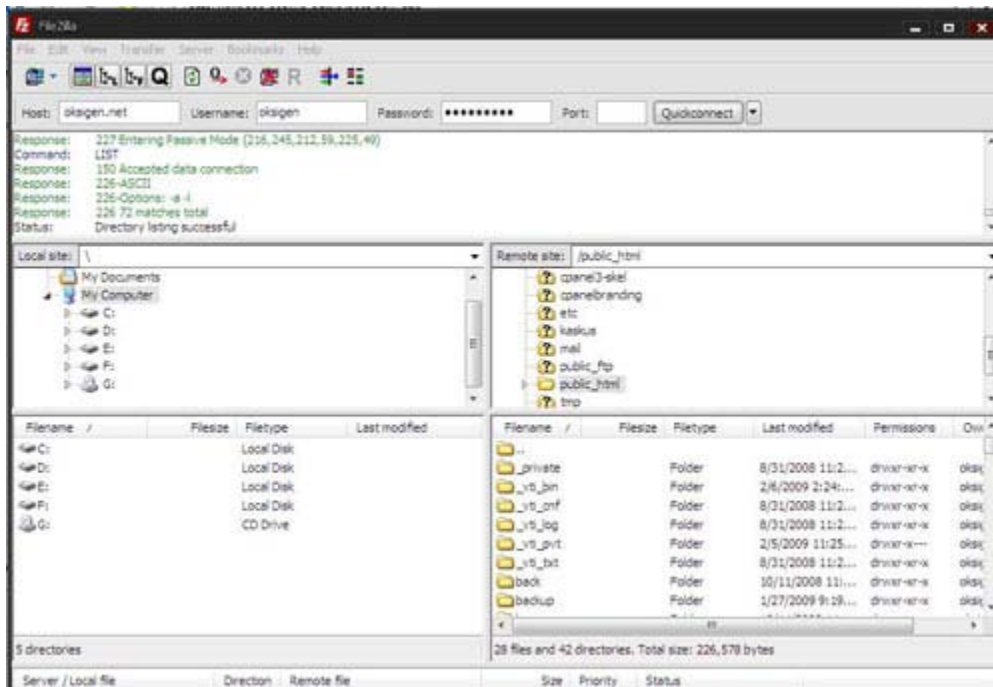 FileZilla
File Edit View Transfer Server Bookmarks Help
Host: oksigen.net Username: oksigen Password: ●●●●●●●●● Port: Quickconnect
Response: 227 Entering Passive Mode (216,245,212,59,225,49)
Command: LIST
Response: 150 Accepted data connection
Response: 226-ASCII
Response: 226-Options: -a -l
Response: 226 72 matches total
Status: Directory listing successful
Local site: \
My Documents
My Computer
C:
D:
E:
F:
G:
Remote site: /public_html
cpanel3-skel
cpanelbranding
etc
kaskus
mail
public_ftp
public_html
tmp
Filename / Filesize Filetype Last modified
C: Local Disk
D: Local Disk
E: Local Disk
F: Local Disk
G: CD Drive
5 directories
Filename / Filesize Filetype Last modified Permissions Ow
..
_private Folder 8/31/2008 11:2... drwxr-xr-x oksig
_vti_bin Folder 2/6/2009 2:24:... drwxr-xr-x oksig
_vti_cnf Folder 8/31/2008 11:2... drwxr-xr-x oksig
_vti_log Folder 8/31/2008 11:2... drwxr-xr-x oksig
_vti_pvt Folder 2/5/2009 11:25... drwxr-x--- oksig
_vti_txt Folder 8/31/2008 11:2... drwxr-xr-x oksig
back Folder 10/11/2008 11:... drwxr-xr-x oksig
backup Folder 1/27/2009 9:19... drwxr-xr-x oksig
28 files and 42 directories. Total size: 226,578 bytes
Server / Local file Direction Remote file Size Priority Status